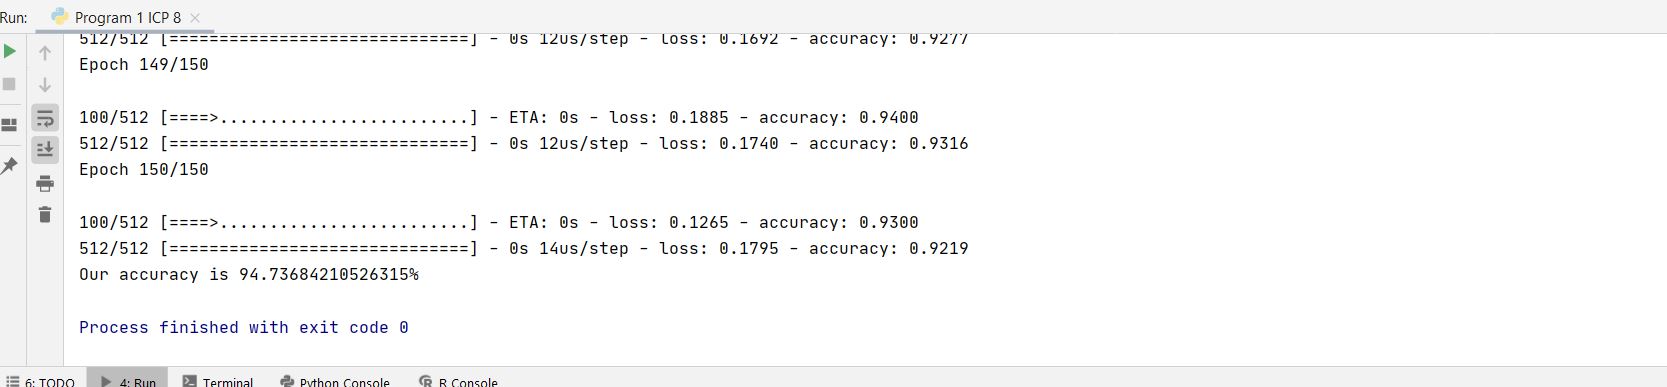 Run: Program 1 ICP 8
512/512 [==============================] - 0s 12us/step - loss: 0.1692 - accuracy: 0.9277
Epoch 149/150
100/512 [====>.........................] - ETA: 0s - loss: 0.1885 - accuracy: 0.9400
512/512 [==============================] - 0s 12us/step - loss: 0.1740 - accuracy: 0.9316
Epoch 150/150
100/512 [====>.........................] - ETA: 0s - loss: 0.1265 - accuracy: 0.9300
512/512 [==============================] - 0s 14us/step - loss: 0.1795 - accuracy: 0.9219
Our accuracy is 94.73684210526315%
Process finished with exit code 0
6: TODO 4: Run Terminal Python Console R Console